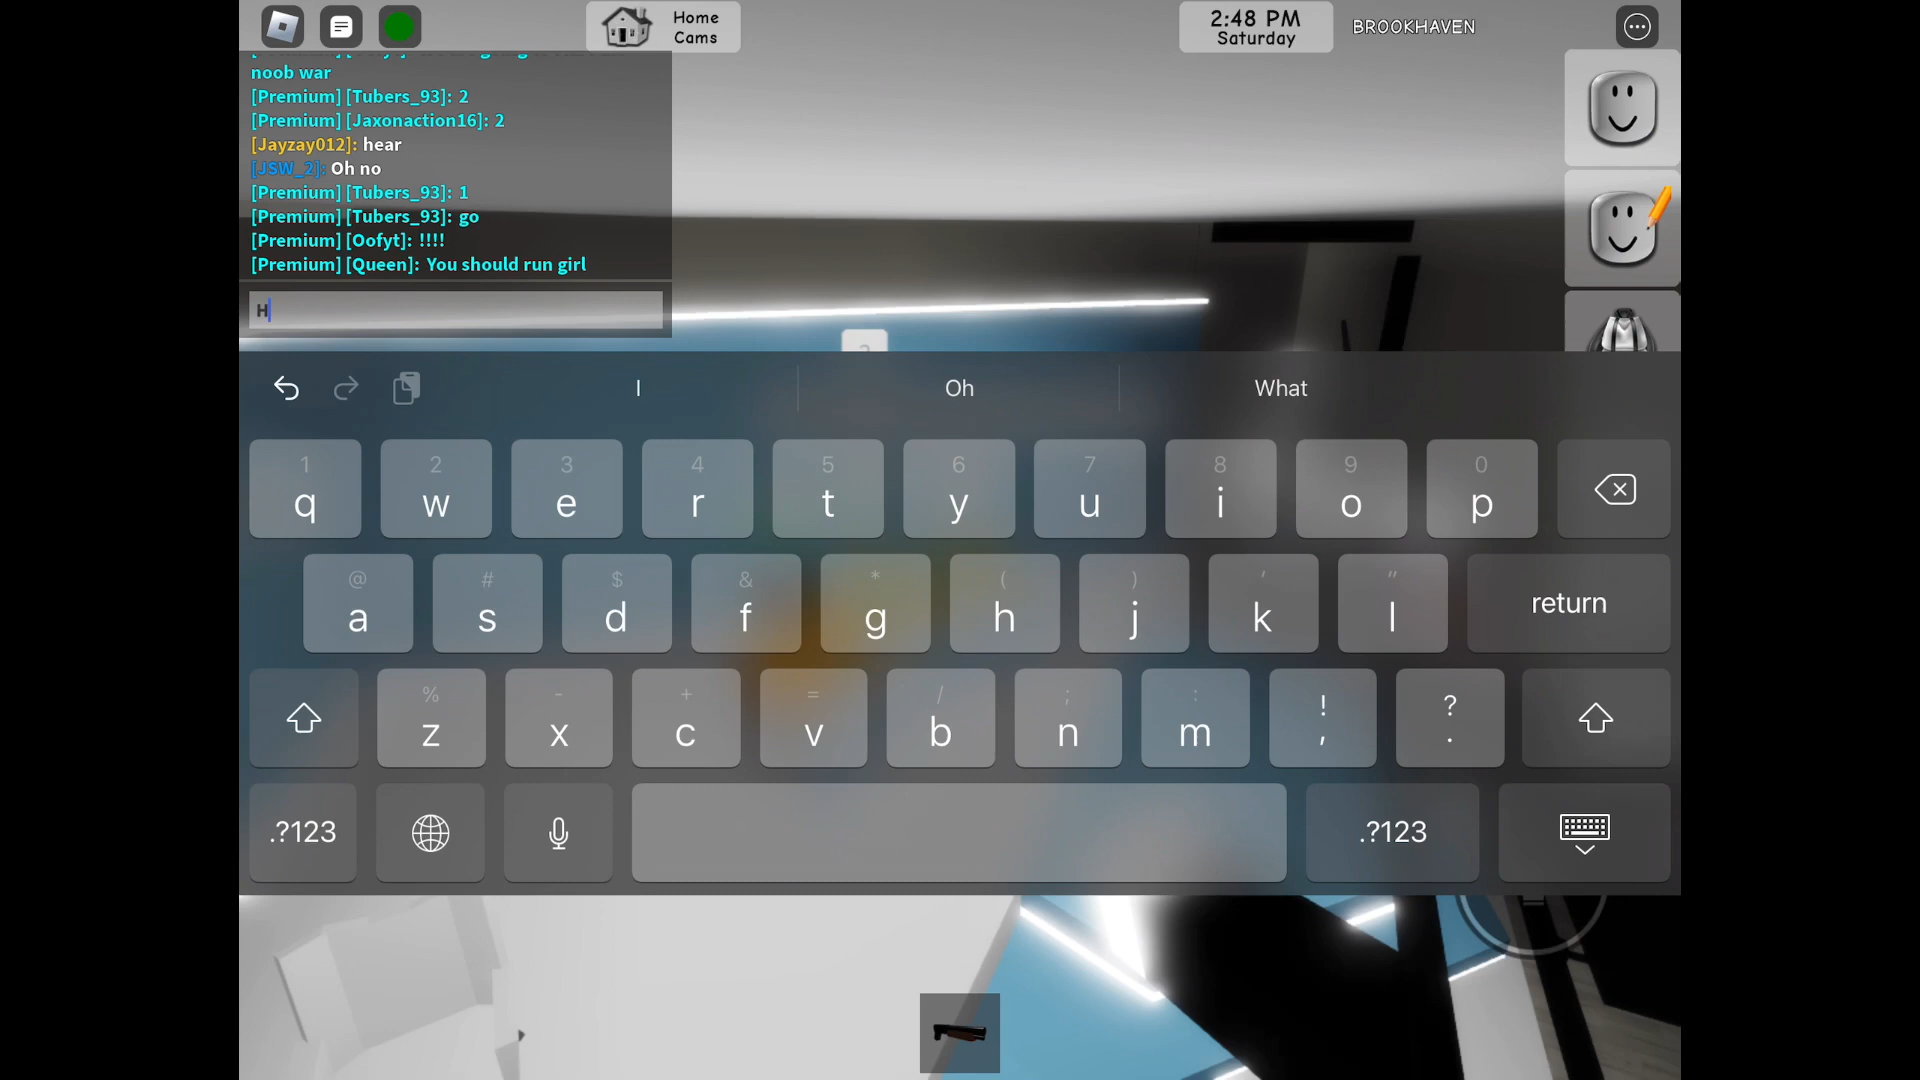 Home
Cams
2:48 PM
Saturday
BROOKHAVEN
noob war
[Premium] [Tubers_93]: 2
[Premium] [Jaxonaction16]: 2
[Jayzay012]: hear
[JSW_2]: Oh no
[Premium] [Tubers_93]: 1
[Premium] [Tubers_93]: go
[Premium] [Oofyt]: !!!!
[Premium] [Queen]: You should run girl
H
I Oh What
1 2 3 4 5 6 7 8 9 0
q w e r t y u i o p
@ # $ & * ( ) ' "
a s d f g h j k l return
% - + = / ; : ! ?
z x c v b n m , .
.?123 .?123